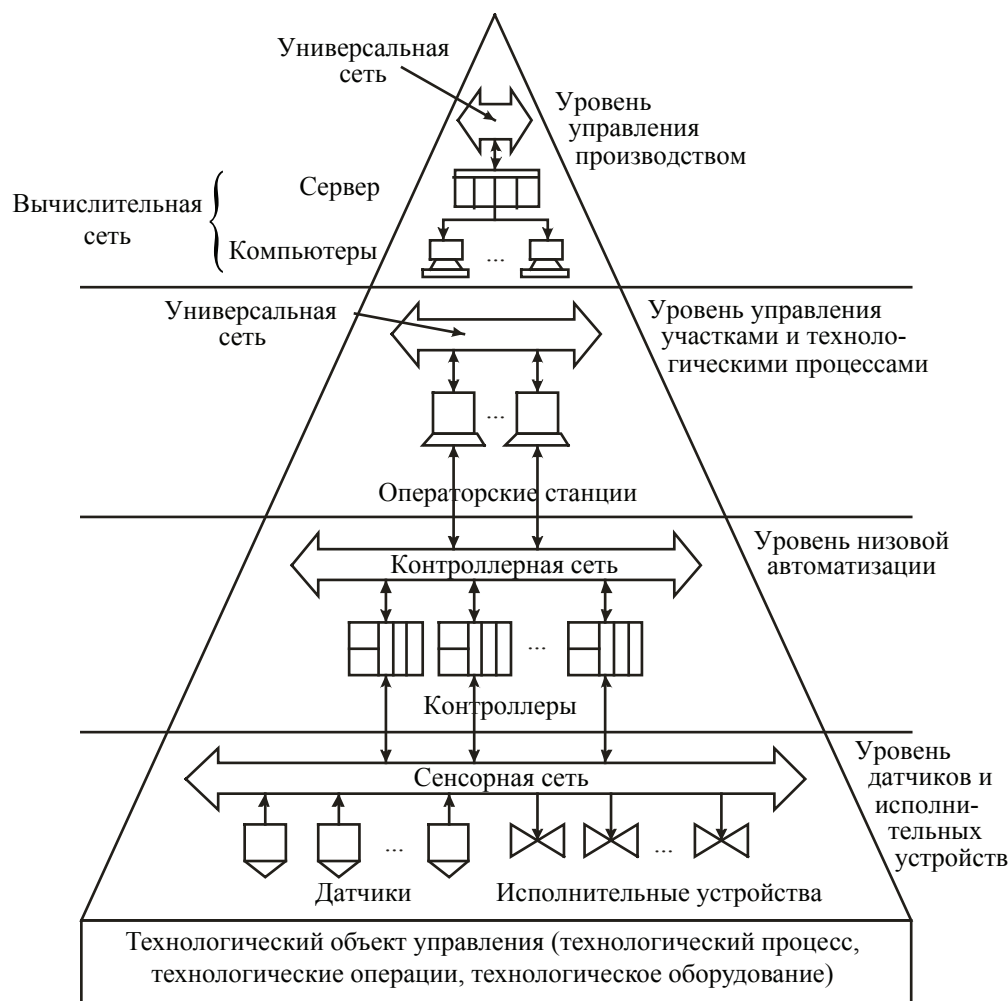 Универсальная
сеть
Уровень
управления
производством
Вычислительная
сеть
Сервер
Компьютеры
...
Универсальная
сеть
Уровень управления
участками и техноло-
гическими процессами
...
Операторские станции
Уровень низовой
автоматизации
Контроллерная сеть
...
Контроллеры
Уровень
датчиков и
исполни-
тельных
устройств
Сенсорная сеть
...
...
Датчики
Исполнительные устройства
Технологический объект управления (технологический процесс,
технологические операции, технологическое оборудование)